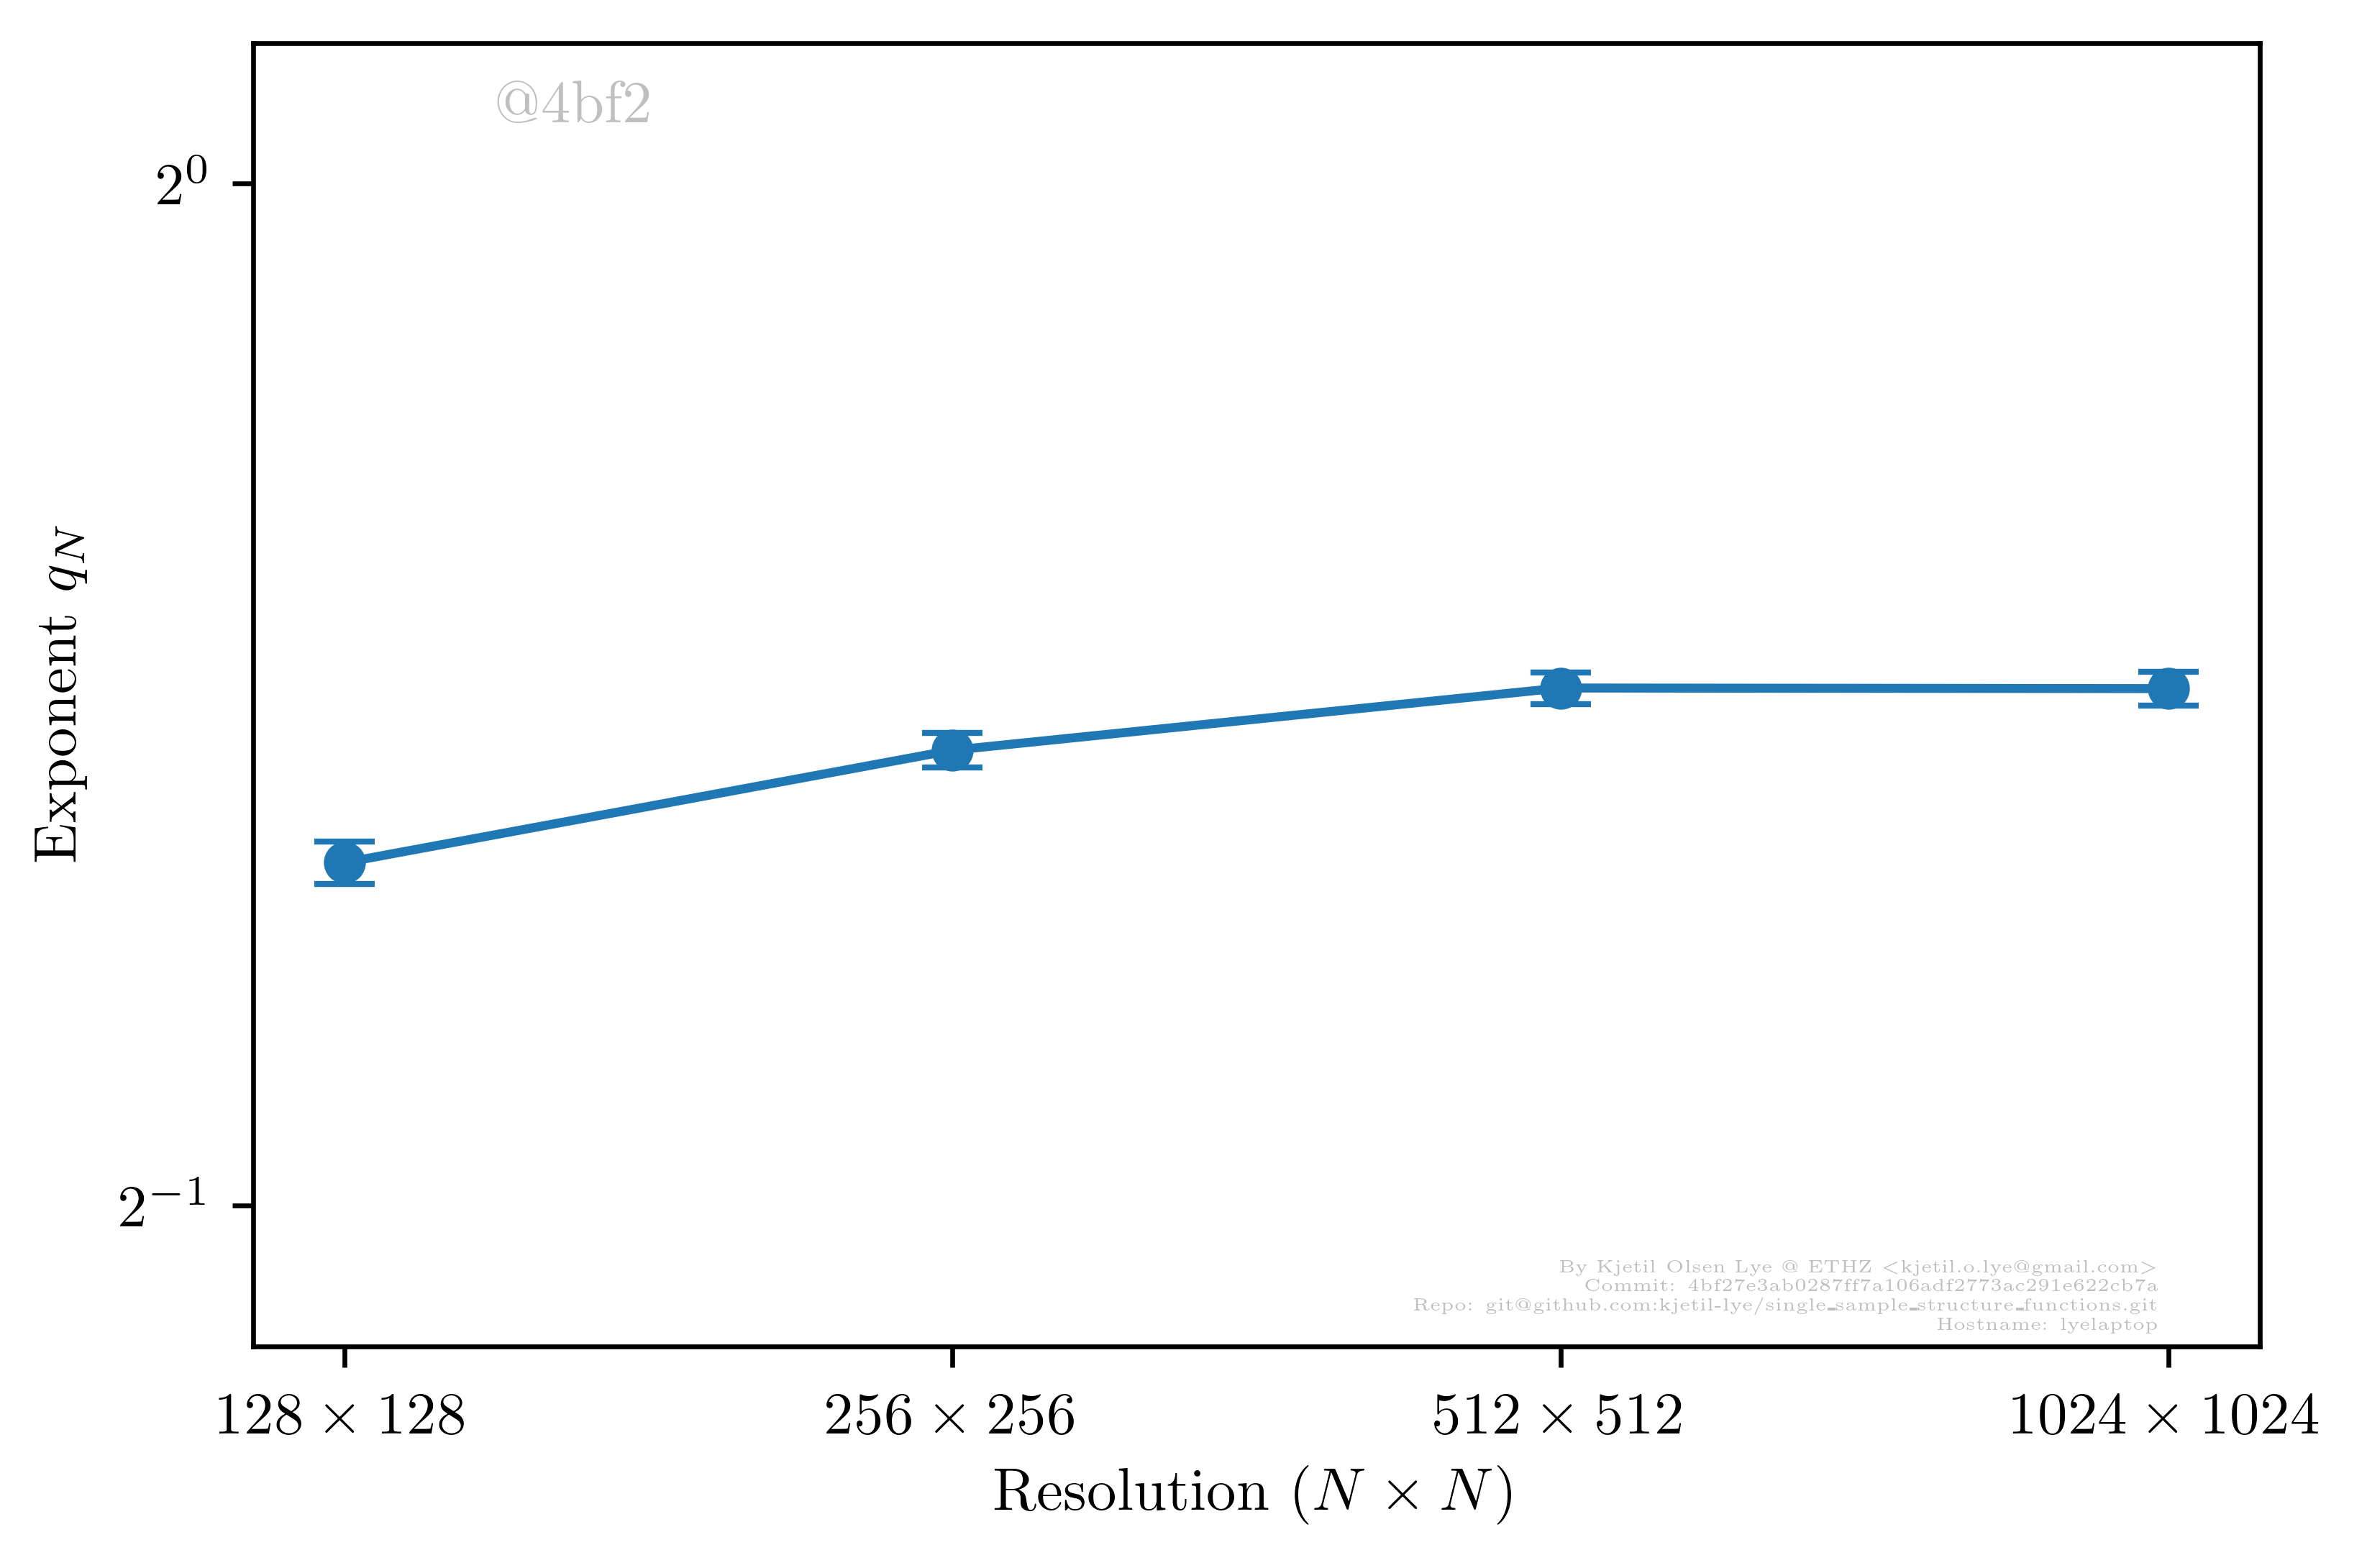 @4bf2
2^0
Exponent q_N
2^{-1}
By Kjetil Olsen Lye @ ETHZ <kjetil.o.lye@gmail.com>
Commit: 4bf27e3ab0287ff7a106adf2773ac291e622cb7a
Repo: git@github.com:kjetil-lye/single_sample_structure_functions.git
Hostname: lyelaptop
128 × 128 256 × 256 512 × 512 1024 × 1024
Resolution (N × N)